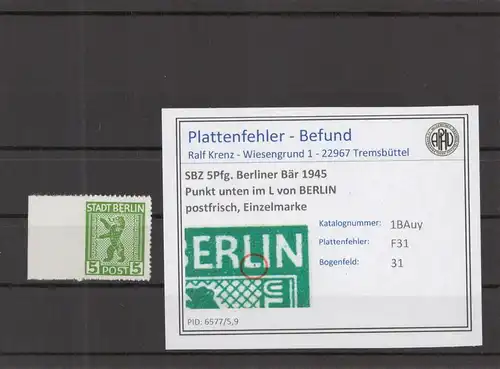 STADT BERLIN
5 POST 5
Plattenfehler - Befund
Ralf Krenz - Wiesengrund 1 - 22967 Tremsbüttel
SBZ 5Pfg. Berliner Bär 1945
Punkt unten im L von BERLIN
postfrisch, Einzelmarke
Katalognummer: 1BAuy
Plattenfehler: F31
Bogenfeld: 31
BERLIN
PID: 6577/5,9